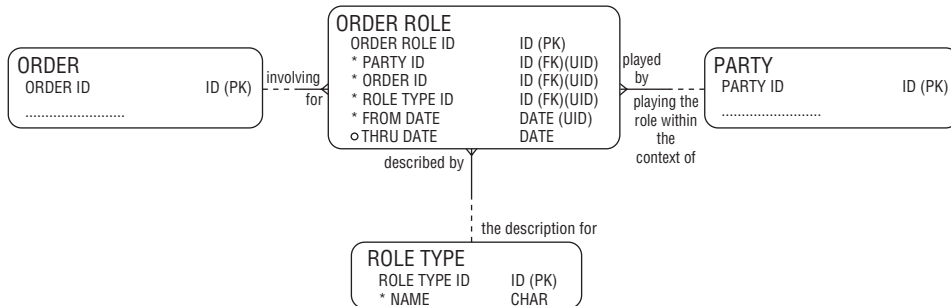 ORDER ROLE
ORDER ROLE ID ID (PK)
* PARTY ID ID (FK)(UID)
* ORDER ID ID (FK)(UID)
* ROLE TYPE ID ID (FK)(UID)
* FROM DATE DATE (UID)
o THRU DATE DATE
ORDER
ORDER ID ID (PK)
.........................
involving
for
played
by
playing the
role within
the
context of
PARTY
PARTY ID ID (PK)
.........................
described by
the description for
ROLE TYPE
ROLE TYPE ID ID (PK)
* NAME CHAR